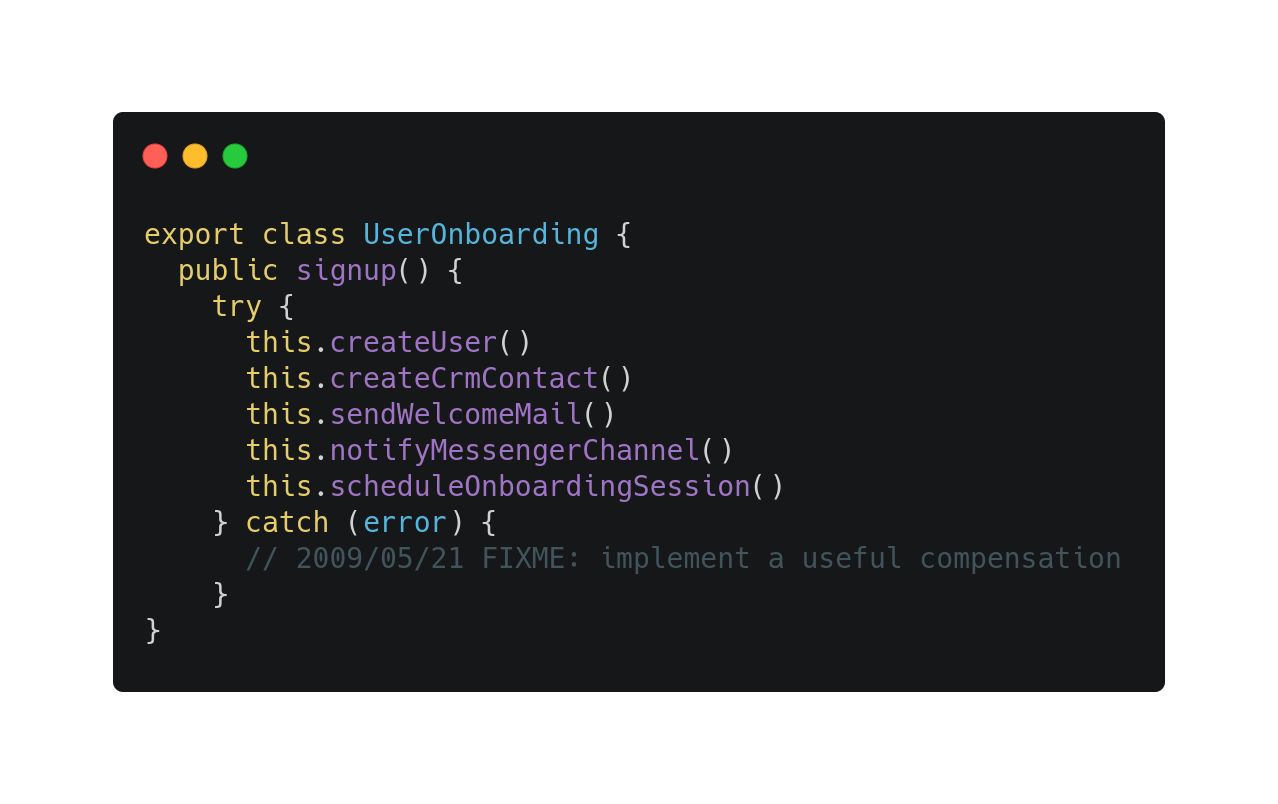 export class UserOnboarding {
  public signup() {
    try {
      this.createUser()
      this.createCrmContact()
      this.sendWelcomeMail()
      this.notifyMessengerChannel()
      this.scheduleOnboardingSession()
    } catch (error) {
      // 2009/05/21 FIXME: implement a useful compensation
    }
}